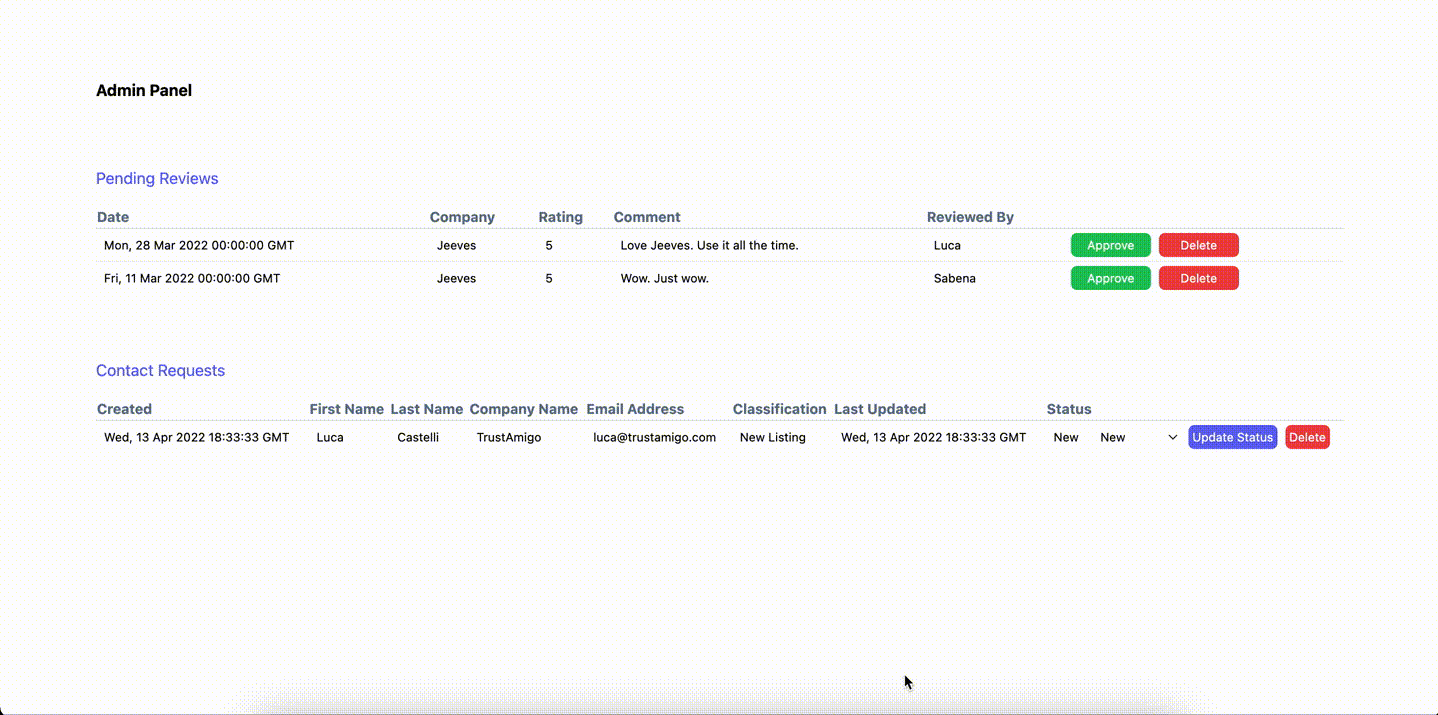 Admin Panel
Pending Reviews
Date Company Rating Comment Reviewed By
Mon, 28 Mar 2022 00:00:00 GMT Jeeves 5 Love Jeeves. Use it all the time. Luca Approve Delete
Fri, 11 Mar 2022 00:00:00 GMT Jeeves 5 Wow. Just wow. Sabena Approve Delete
Contact Requests
Created First Name Last Name Company Name Email Address Classification Last Updated Status
Wed, 13 Apr 2022 18:33:33 GMT Luca Castelli TrustAmigo luca@trustamigo.com New Listing Wed, 13 Apr 2022 18:33:33 GMT New New Update Status Delete